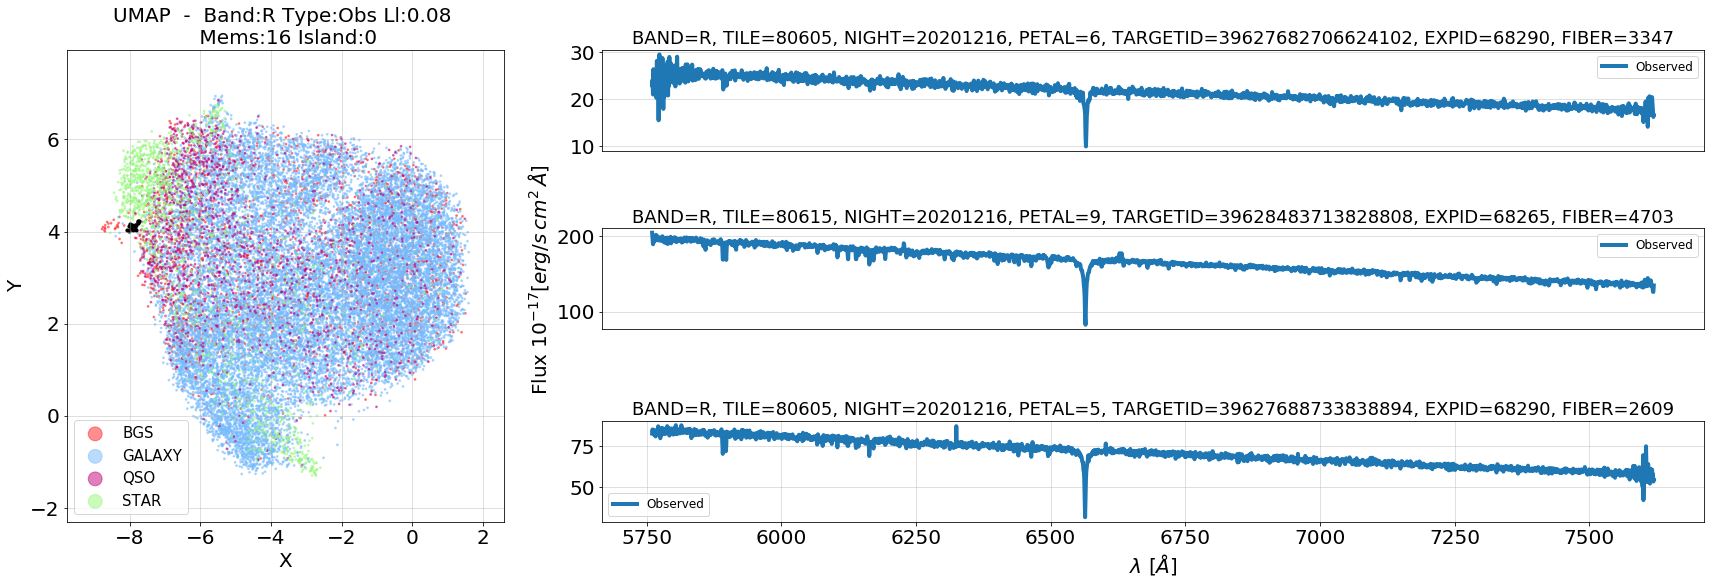 UMAP  -  Band:R Type:Obs Ll:0.08
Mems:16 Island:0
6
4
2
0
−2
Y
−8
−6
−4
−2
0
2
X
BGS
GALAXY
QSO
STAR
Flux 10−17[erg/s cm2 Å]
BAND=R, TILE=80605, NIGHT=20201216, PETAL=6, TARGETID=39627682706624102, EXPID=68290, FIBER=3347
30
20
10
Observed
BAND=R, TILE=80615, NIGHT=20201216, PETAL=9, TARGETID=39628483713828808, EXPID=68265, FIBER=4703
200
100
Observed
BAND=R, TILE=80605, NIGHT=20201216, PETAL=5, TARGETID=39627688733838894, EXPID=68290, FIBER=2609
75
50
Observed
5750
6000
6250
6500
6750
7000
7250
7500
λ [Å]